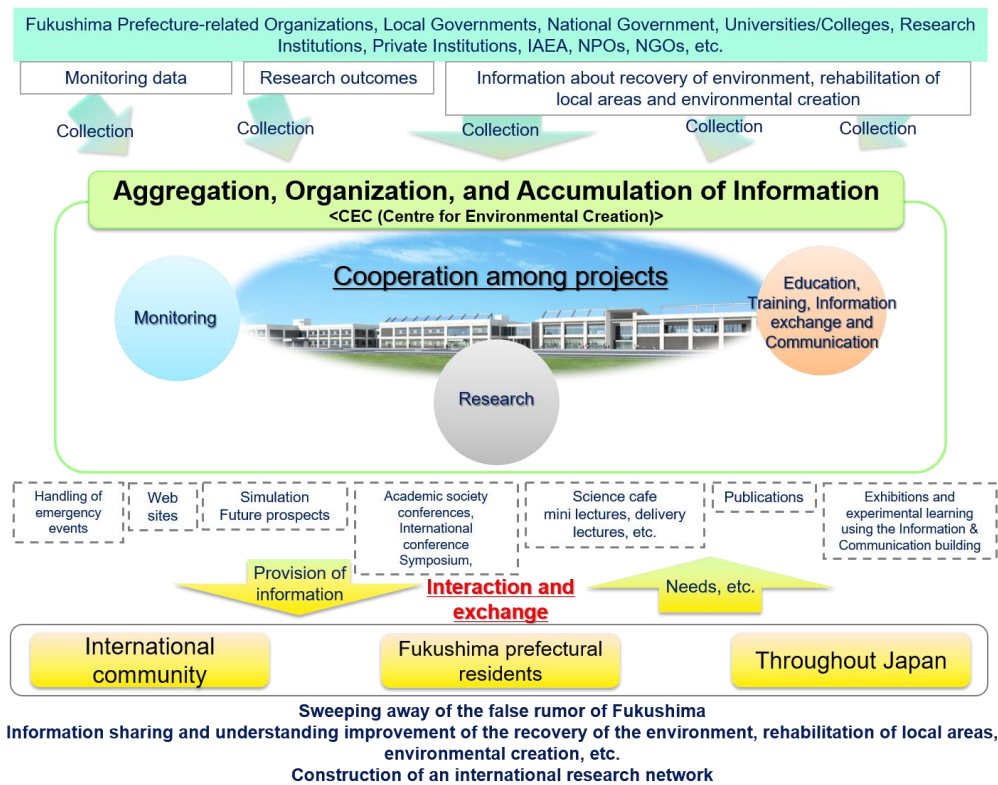 Fukushima Prefecture-related Organizations, Local Governments, National Government, Universities/Colleges, Research
Institutions, Private Institutions, IAEA, NPOs, NGOs, etc.
Monitoring data
Research outcomes
Information about recovery of environment, rehabilitation of
local areas and environmental creation
Collection
Collection
Collection
Collection
Collection
Aggregation, Organization, and Accumulation of Information
<CEC (Centre for Environmental Creation)>
Cooperation among projects
Monitoring
Education,
Training, Information
exchange and
Communication
Research
Handling of
emergency
events
Web
sites
Simulation
Future prospects
Academic society
conferences,
International
conference
Symposium,
Science cafe
mini lectures, delivery
lectures, etc.
Publications
Exhibitions and
experimental learning
using the Information &
Communication building
Provision of
information
Interaction and
exchange
Needs, etc.
International
community
Fukushima prefectural
residents
Throughout Japan
Sweeping away of the false rumor of Fukushima
Information sharing and understanding improvement of the recovery of the environment, rehabilitation of local areas,
environmental creation, etc.
Construction of an international research network